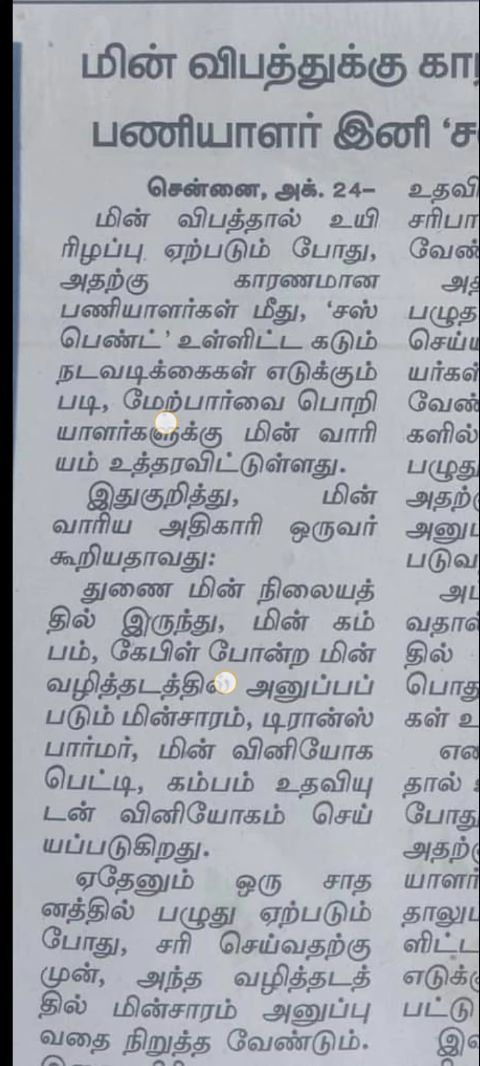 மின் விபத்துக்கு
பணியாளர் இனி
சென்னை, அக். 24–
மின் விபத்தால் உயி
ரிழப்பு ஏற்படும் போது,
அதற்கு காரணமான
பணியாளர்கள் மீது, ‘சஸ்
பெண்ட்’ உள்ளிட்ட கடும்
நடவடிக்கைகள் எடுக்கும்
படி, மேற்பார்வை பொறி
யாளர்களுக்கு மின் வாரி
யம் உத்தரவிட்டுள்ளது.
இதுகுறித்து, மின்
வாரிய அதிகாரி ஒருவர்
கூறியதாவது:
துணை மின் நிலையத்
தில் இருந்து, மின் கம்
பம், கேபிள் போன்ற மின்
வழித்தடத்தில் அனுப்பப்
படும் மின்சாரம், டிரான்ஸ்
பார்மர், மின் வினியோக
பெட்டி, கம்பம் உதவியு
டன் வினியோகம் செய்
யப்படுகிறது.
ஏதேனும் ஒரு சாத
னத்தில் பழுது ஏற்படும்
போது, சரி செய்வதற்கு
முன், அந்த வழித்தடத்
தில் மின்சாரம் அனுப்பு
வதை நிறுத்த வேண்டும்.
உதவி
சரிபா
வேண்
அத
பழுத
செய்ய
யர்கள்
வேண்
களில்
பழுது
அதற்
அனும
படுவ
அப
வதால்
தில்
பொது
கள் உ
என
தால்
போது
அதற்
யாளர்
தாலும
ளிட்ட
எடுக்
பட்டு